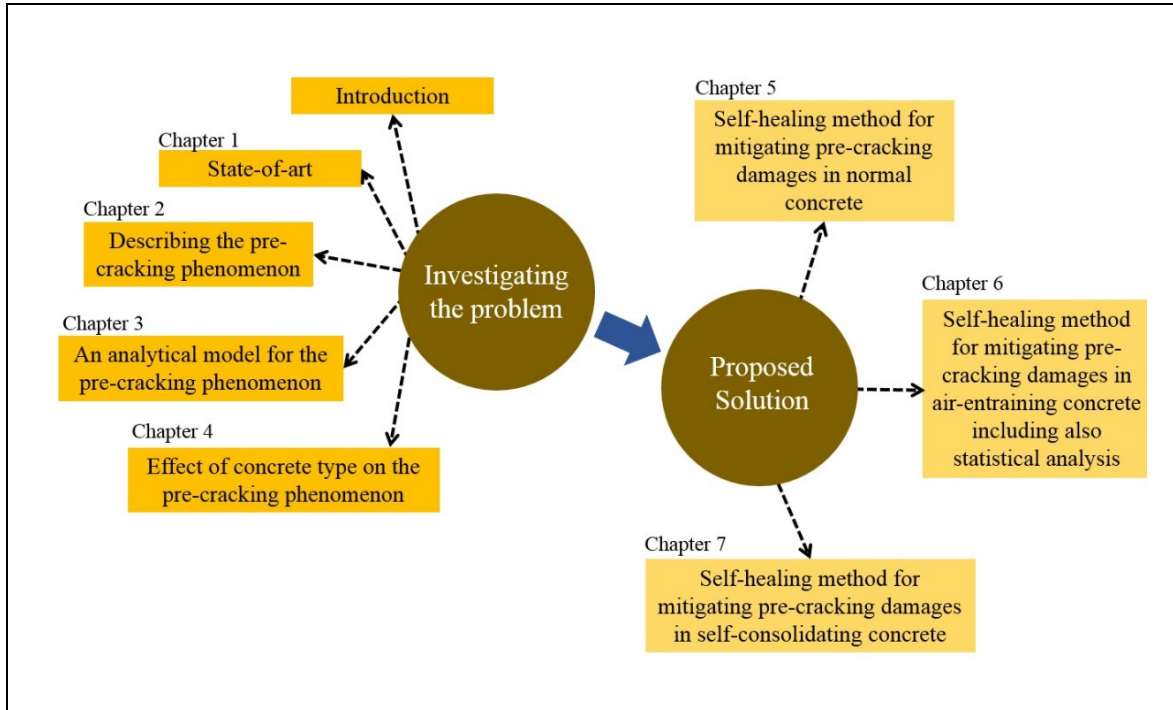 Introduction
Chapter 1
State-of-art
Chapter 2
Describing the pre-
cracking phenomenon
Chapter 3
An analytical model for the
pre-cracking phenomenon
Chapter 4
Effect of concrete type on the
pre-cracking phenomenon
Investigating
the problem
Proposed
Solution
Chapter 5
Self-healing method for
mitigating pre-cracking
damages in normal
concrete
Chapter 6
Self-healing method
for mitigating pre-
cracking damages in
air-entraining concrete
including also
statistical analysis
Chapter 7
Self-healing method for
mitigating pre-cracking damages
in self-consolidating concrete